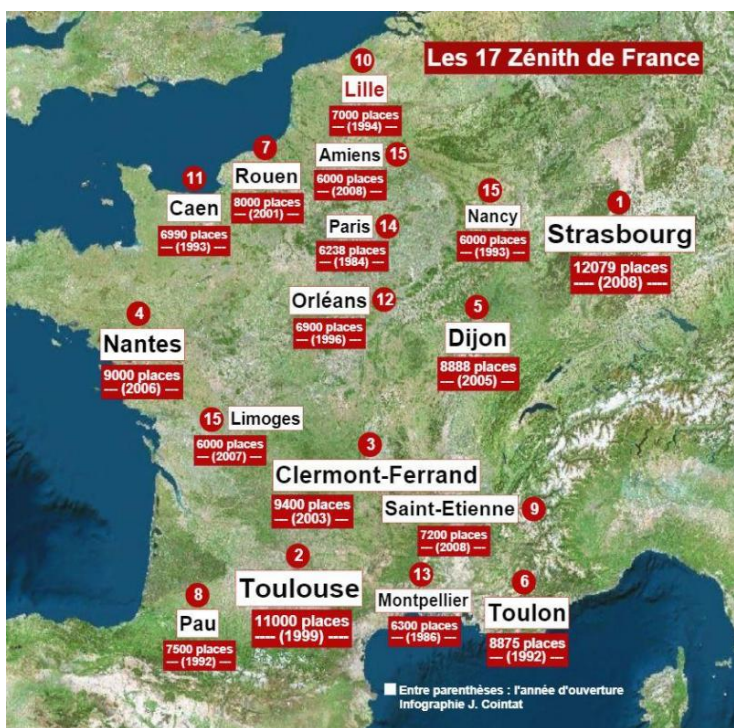 Les 17 Zénith de France
10
Lille
7000 places
--- (1994) ---
Amiens 15
6000 places
--- (2008) ---
7
Rouen
8000 places
--- (2001) ---
11
Caen
6990 places
--- (1993) ---
Paris 14
6238 places
--- (1984) ---
15
Nancy
6000 places
--- (1993) ---
1
Strasbourg
12079 places
---- (2008) ----
Orléans 12
6900 places
--- (1996) ---
4
Nantes
9000 places
--- (2006) ---
5
Dijon
8888 places
--- (2005) ---
15 Limoges
6000 places
--- (2007) ---
3
Clermont-Ferrand
9400 places
--- (2003) ---
Saint-Etienne 9
7200 places
--- (2008) ---
2
Toulouse
11000 places
---- (1999) ----
8
Pau
7500 places
--- (1992) ---
13
Montpellier
6300 places
--- (1986) ---
6
Toulon
8875 places
--- (1992) ---
Entre parenthèses : l'année d'ouverture
Infographie J. Cointat